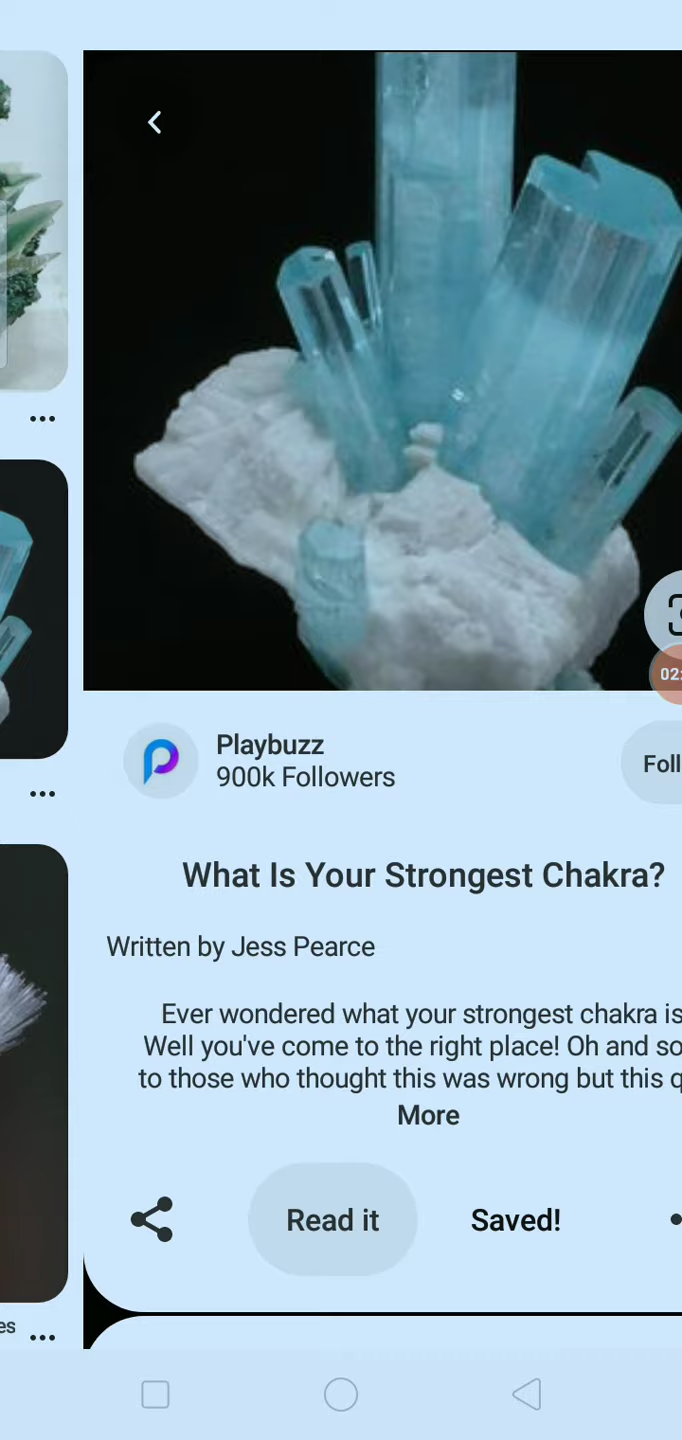 02:
Playbuzz
900k Followers
Foll
What Is Your Strongest Chakra?
Written by Jess Pearce
Ever wondered what your strongest chakra is
Well you've come to the right place! Oh and so
to those who thought this was wrong but this q
More
Read it
Saved!
es